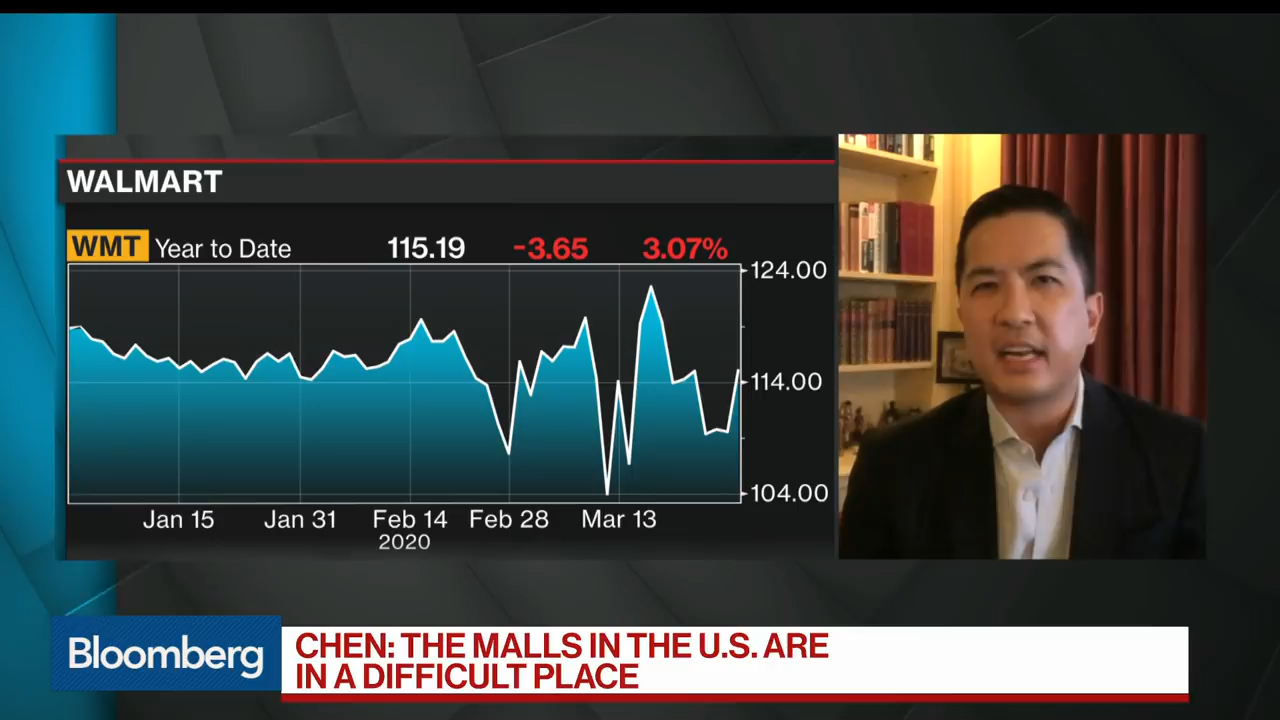 WALMART
WMT Year to Date 115.19 -3.65 3.07%
124.00
114.00
104.00
Jan 15 Jan 31 Feb 14 Feb 28 Mar 13
2020
Bloomberg
CHEN: THE MALLS IN THE U.S. ARE
IN A DIFFICULT PLACE